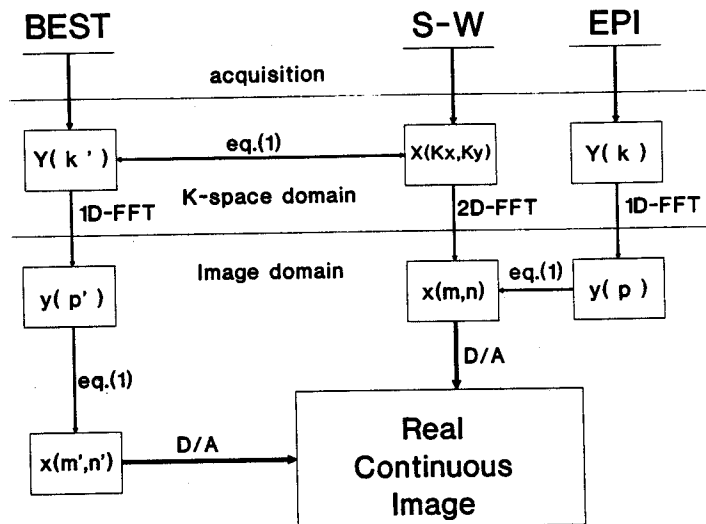 BEST
S-W
EPI
acquisition
Y( k ' )
eq.(1)
X(Kx,Ky)
Y( k )
K-space domain
1D-FFT
2D-FFT
1D-FFT
Image domain
y( p' )
x(m,n)
eq.(1)
y( p )
eq.(1)
D/A
x(m',n')
D/A
Real
Continuous
Image